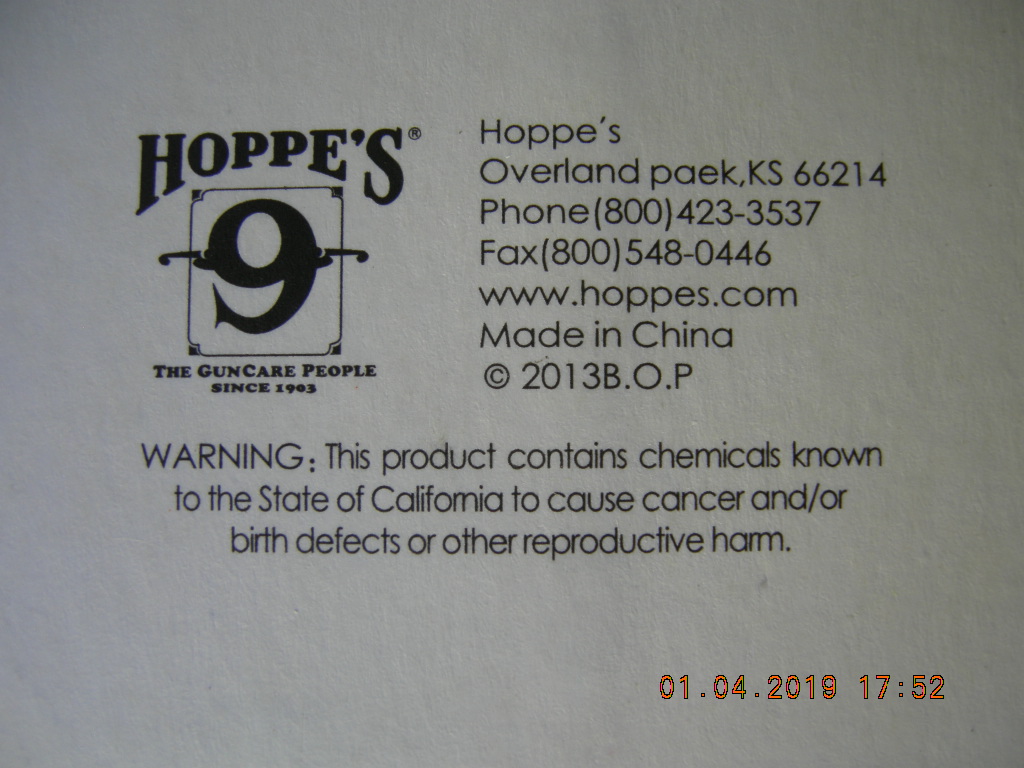 HOPPE'S®
9
THE GUNCARE PEOPLE
SINCE 1903
Hoppe´s
Overland paek,KS 66214
Phone(800)423-3537
Fax(800)548-0446
www.hoppes.com
Made in China
© 2013B.O.P
WARNING: This product contains chemicals known
to the State of California to cause cancer and/or
birth defects or other reproductive harm.
01.04.2019 17:52